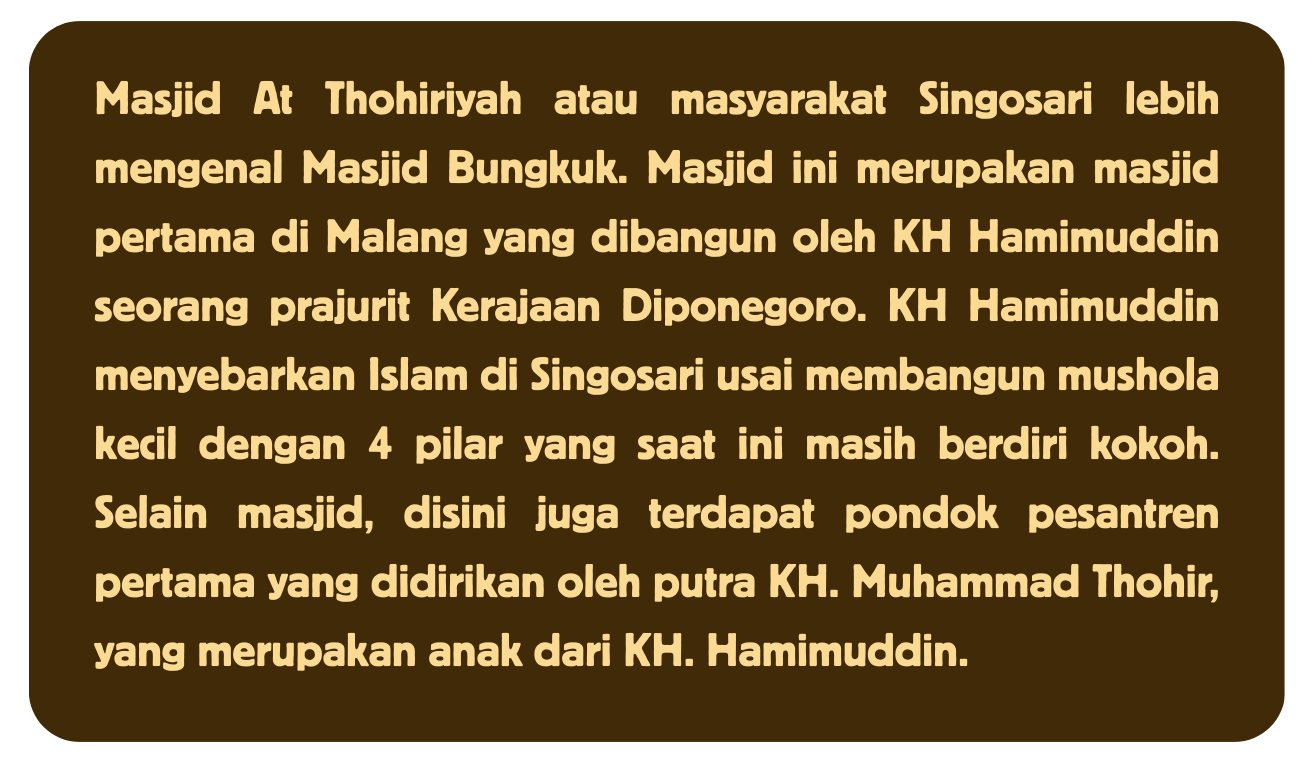 Masjid At Thohiriyah atau masyarakat Singosari lebih
mengenal Masjid Bungkuk. Masjid ini merupakan masjid
pertama di Malang yang dibangun oleh KH Hamimuddin
seorang prajurit Kerajaan Diponegoro. KH Hamimuddin
menyebarkan Islam di Singosari usai membangun mushola
kecil dengan 4 pilar yang saat ini masih berdiri kokoh.
Selain masjid, disini juga terdapat pondok pesantren
pertama yang didirikan oleh putra KH. Muhammad Thohir,
yang merupakan anak dari KH. Hamimuddin.